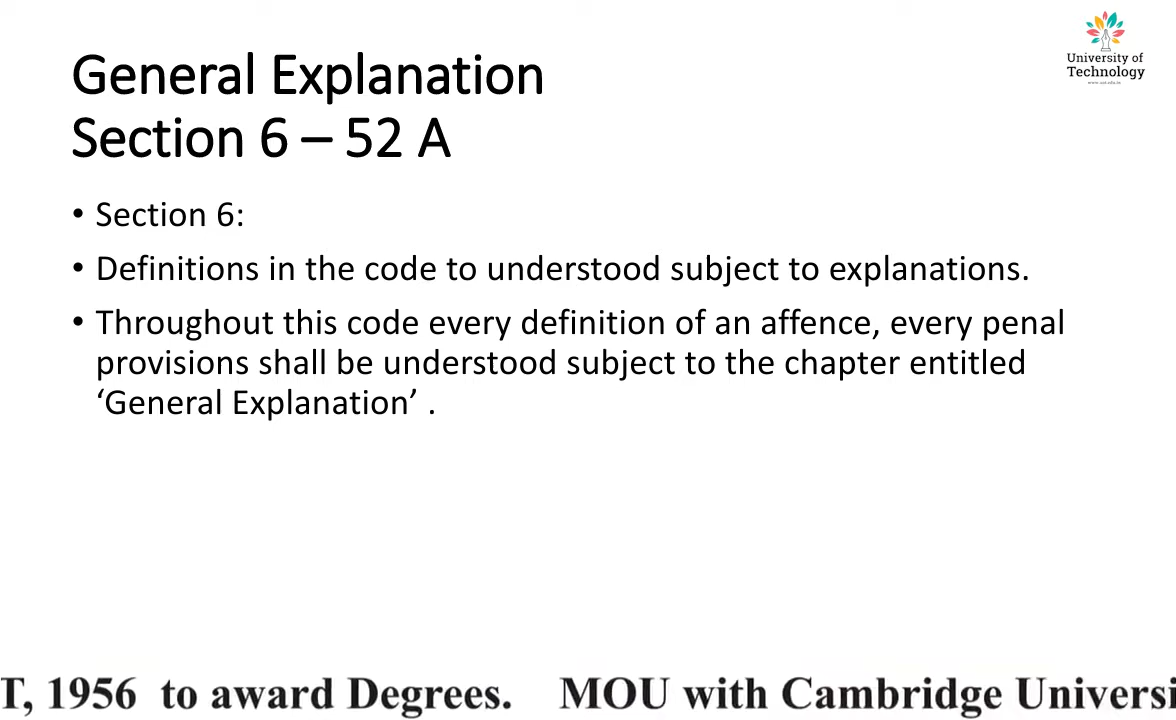 University of
Technology
General Explanation
Section 6 – 52 A
• Section 6:
• Definitions in the code to understood subject to explanations.
• Throughout this code every definition of an affence, every penal
provisions shall be understood subject to the chapter entitled
‘General Explanation’ .
T, 1956 to award Degrees. MOU with Cambridge Universi